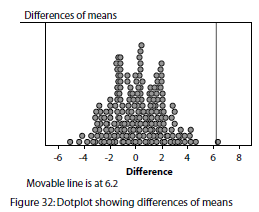 Differences of means
-6 -4 -2 0 2 4 6 8
Difference
Movable line is at 6.2
Figure 32: Dotplot showing differences of means